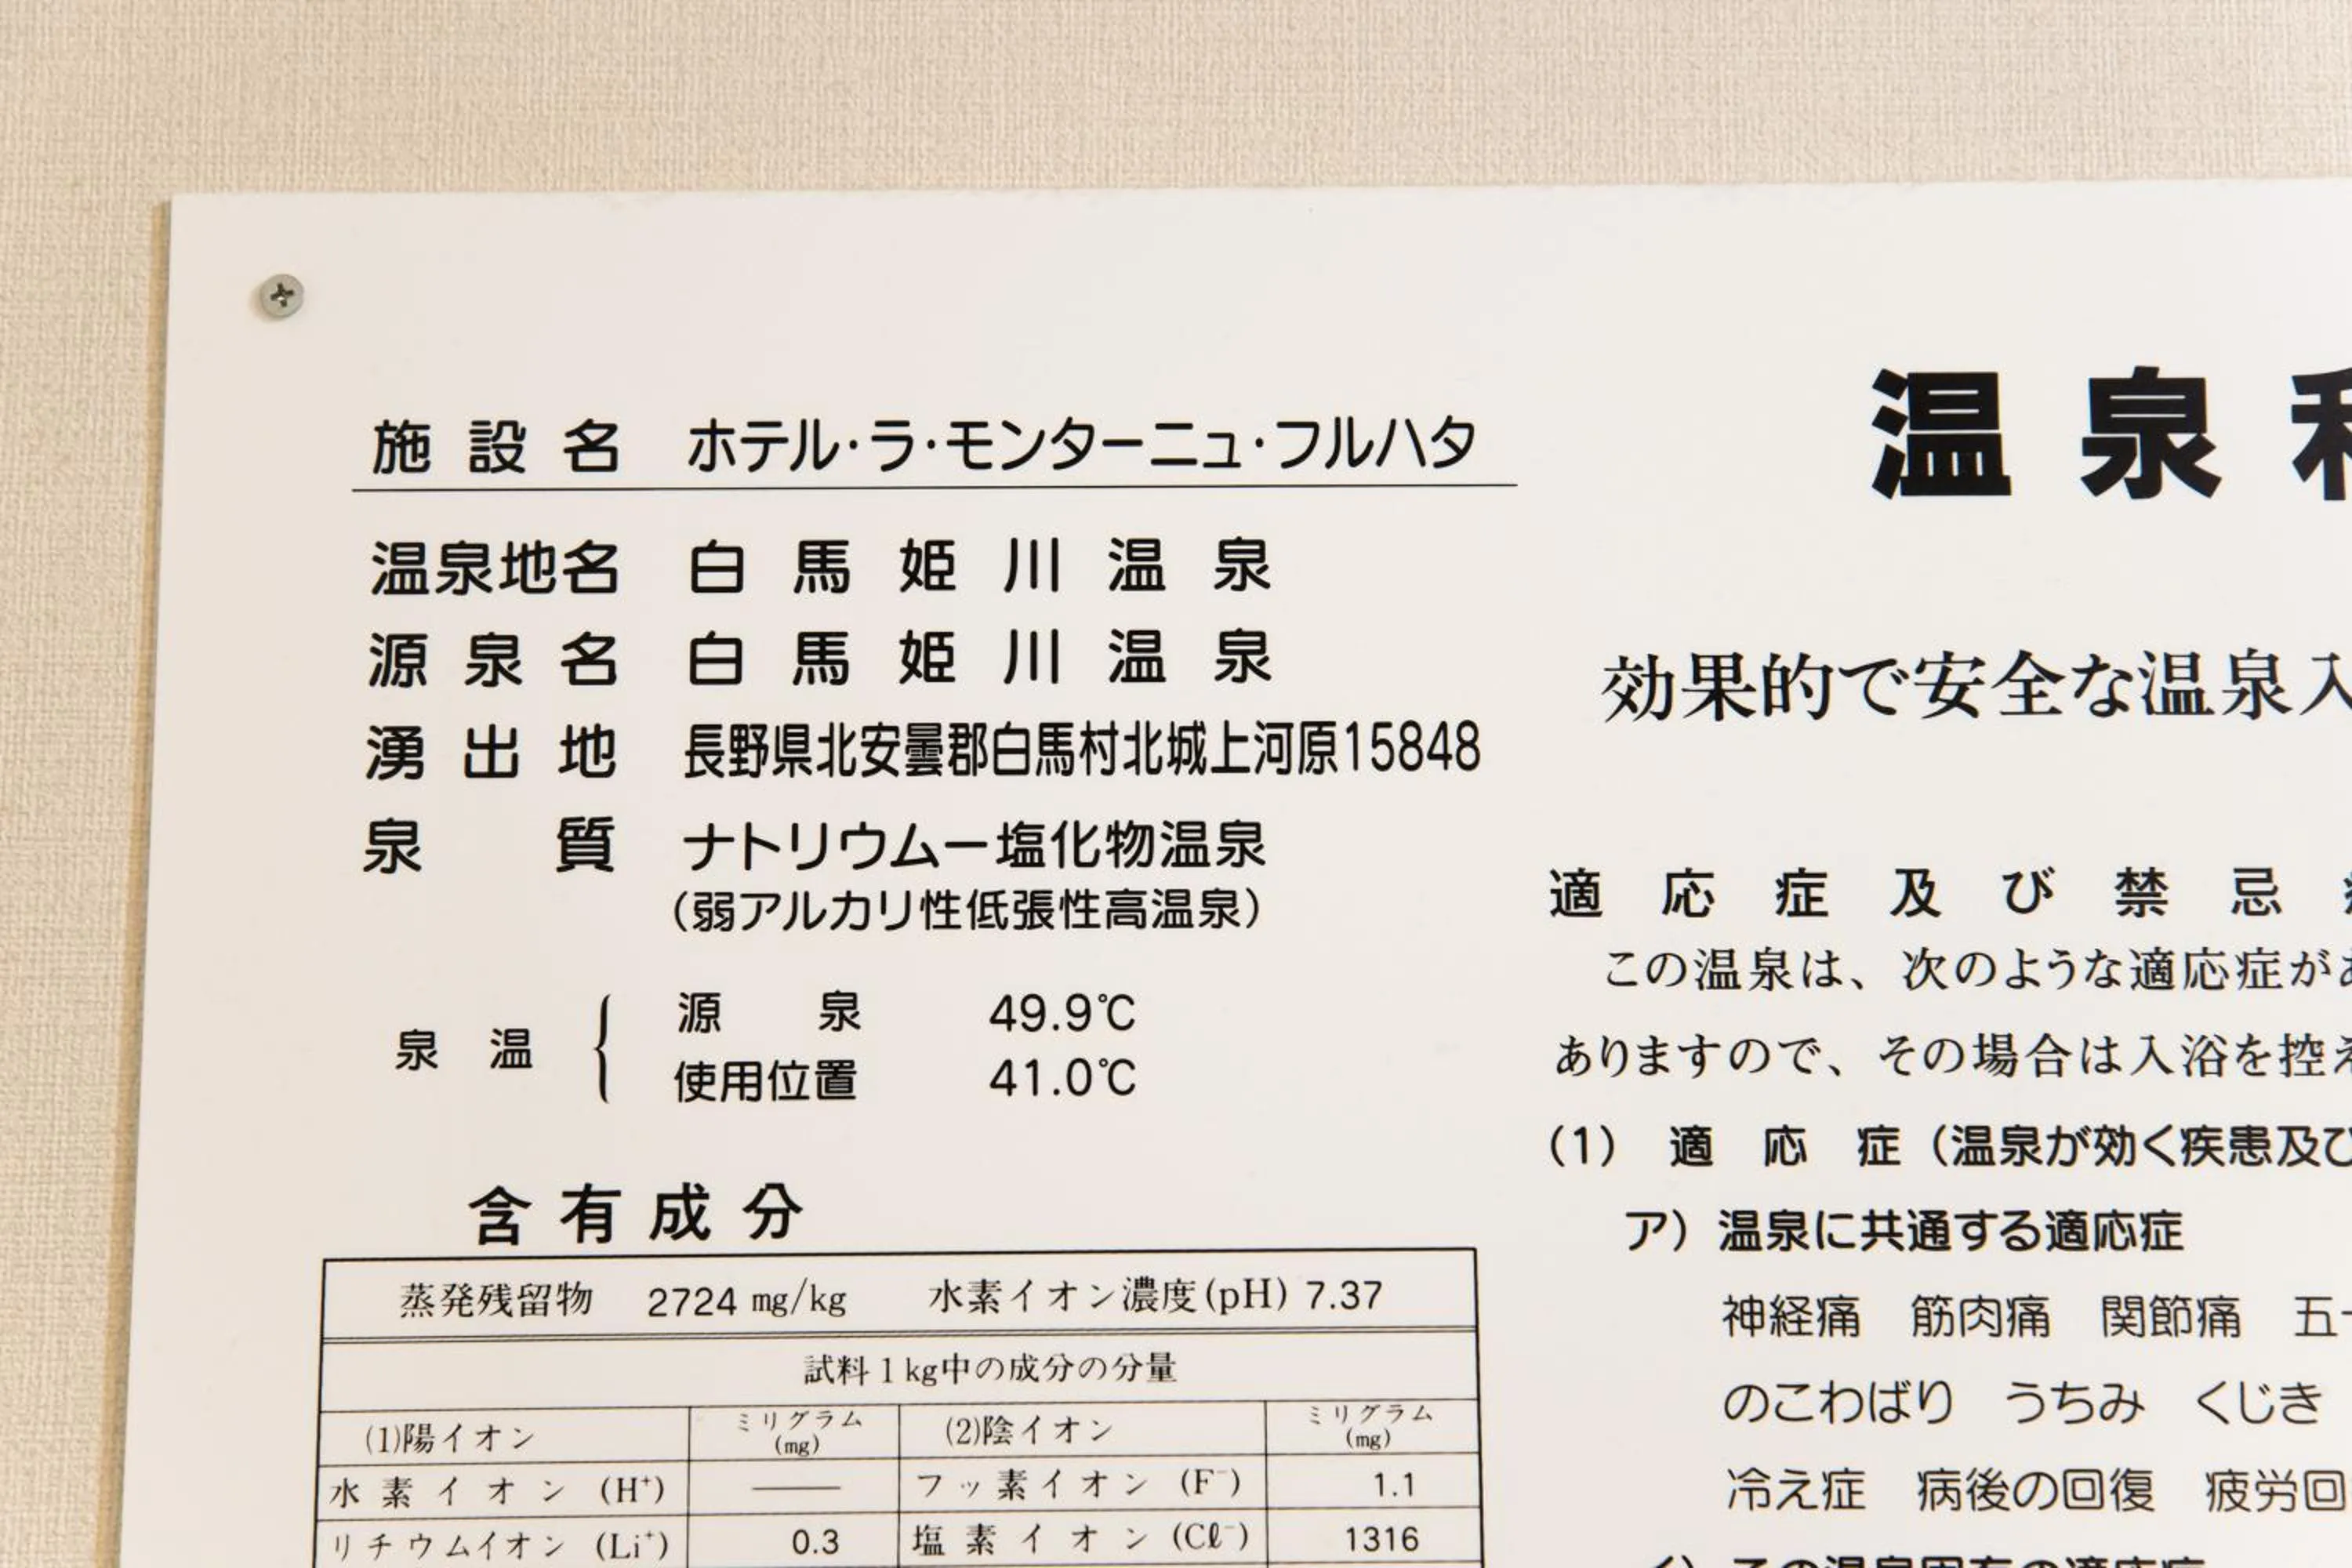 施設名 ホテル・ラ・モンターニュ・フルハタ
温泉地名 白馬姫川温泉
源泉名 白馬姫川温泉
湧出地 長野県北安曇郡白馬村北城上河原15848
泉質 ナトリウムー塩化物温泉
(弱アルカリ性低張性高温泉)
泉温 源泉 49.9℃
使用位置 41.0℃
含有成分
蒸発残留物 2724 mg/kg 水素イオン濃度(pH) 7.37
試料1kg中の成分の分量
(1)陽イオン ミリグラム(mg) (2)陰イオン ミリグラム(mg)
水素イオン (H⁺) ―― フッ素イオン (F⁻) 1.1
リチウムイオン (Li⁺) 0.3 塩素イオン (Cℓ⁻) 1316
温泉
効果的で安全な温泉入
適応症及び禁忌
この温泉は、次のような適応症が
ありますので、その場合は入浴を控
(1) 適応症(温泉が効く疾患及び
ア) 温泉に共通する適応症
神経痛 筋肉痛 関節痛 五
のこわばり うちみ くじき
冷え症 病後の回復 疲労回